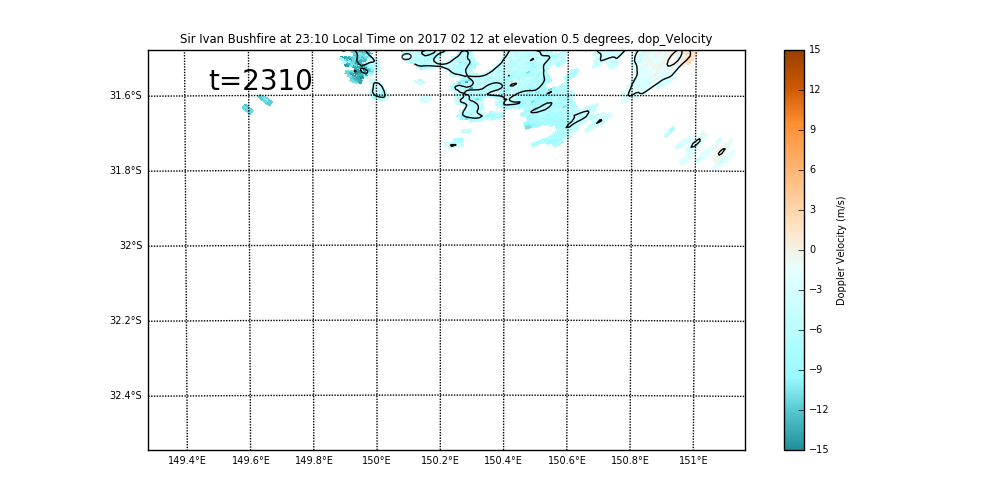 Sir Ivan Bushfire at 23:10 Local Time on 2017 02 12 at elevation 0.5 degrees, dop_Velocity
t=2310
31.6°S
31.8°S
32°S
32.2°S
32.4°S
149.4°E 149.6°E 149.8°E 150°E 150.2°E 150.4°E 150.6°E 150.8°E 151°E
15
12
9
6
3
0
−3
−6
−9
−12
−15
Doppler Velocity (m/s)